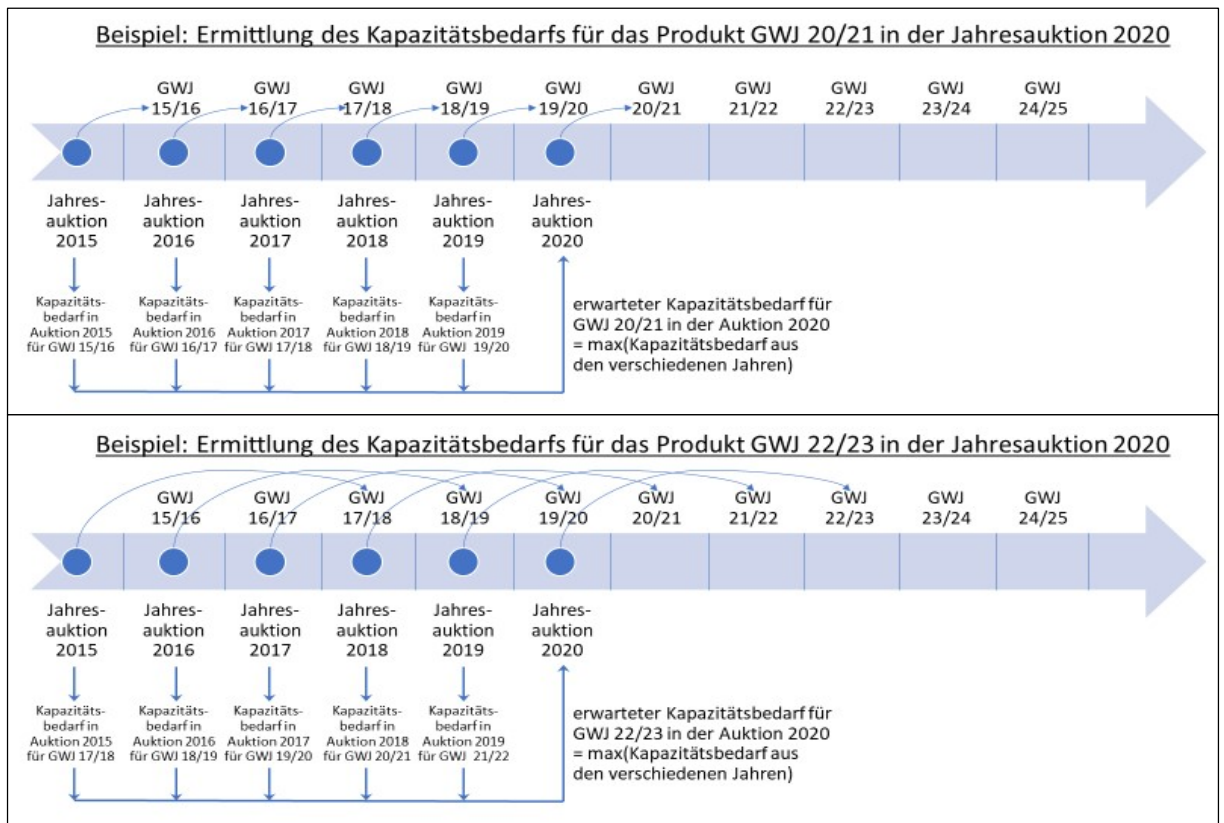 Beispiel: Ermittlung des Kapazitätsbedarfs für das Produkt GWJ 20/21 in der Jahresauktion 2020
GWJ GWJ GWJ GWJ GWJ GWJ GWJ GWJ GWJ GWJ
15/16 16/17 17/18 18/19 19/20 20/21 21/22 22/23 23/24 24/25
Jahres-
auktion
2015
Jahres-
auktion
2016
Jahres-
auktion
2017
Jahres-
auktion
2018
Jahres-
auktion
2019
Jahres-
auktion
2020
Kapazitäts-
bedarf in
Auktion 2015
für GWJ 15/16
Kapazitäts-
bedarf in
Auktion 2016
für GWJ 16/17
Kapazitäts-
bedarf in
Auktion 2017
für GWJ 17/18
Kapazitäts-
bedarf in
Auktion 2018
für GWJ 18/19
Kapazitäts-
bedarf in
Auktion 2019
für GWJ 19/20
erwarteter Kapazitätsbedarf für
GWJ 20/21 in der Auktion 2020
= max(Kapazitätsbedarf aus
den verschiedenen Jahren)
Beispiel: Ermittlung des Kapazitätsbedarfs für das Produkt GWJ 22/23 in der Jahresauktion 2020
GWJ GWJ GWJ GWJ GWJ GWJ GWJ GWJ GWJ GWJ
15/16 16/17 17/18 18/19 19/20 20/21 21/22 22/23 23/24 24/25
Jahres-
auktion
2015
Jahres-
auktion
2016
Jahres-
auktion
2017
Jahres-
auktion
2018
Jahres-
auktion
2019
Jahres-
auktion
2020
Kapazitäts-
bedarf in
Auktion 2015
für GWJ 17/18
Kapazitäts-
bedarf in
Auktion 2016
für GWJ 18/19
Kapazitäts-
bedarf in
Auktion 2017
für GWJ 19/20
Kapazitäts-
bedarf in
Auktion 2018
für GWJ 20/21
Kapazitäts-
bedarf in
Auktion 2019
für GWJ 21/22
erwarteter Kapazitätsbedarf für
GWJ 22/23 in der Auktion 2020
= max(Kapazitätsbedarf aus
den verschiedenen Jahren)